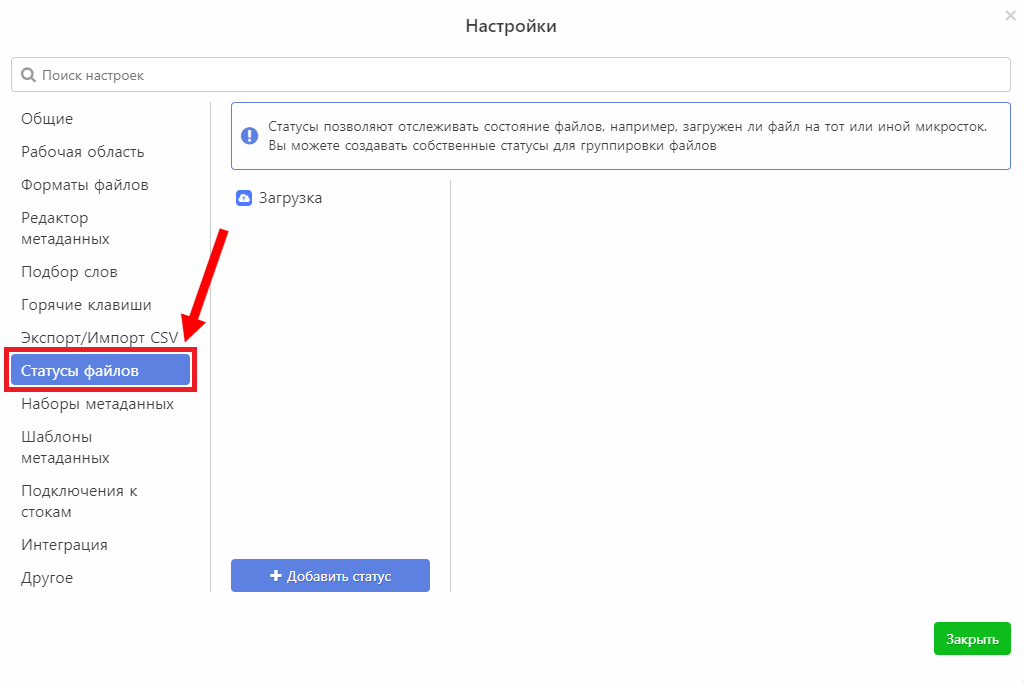 Настройки
Поиск настроек
Общие
Рабочая область
Форматы файлов
Редактор
метаданных
Подбор слов
Горячие клавиши
Экспорт/Импорт CSV
Статусы файлов
Наборы метаданных
Шаблоны
метаданных
Подключения к
стокам
Интеграция
Другое
Статусы позволяют отслеживать состояние файлов, например, загружен ли файл на тот или иной микросток.
Вы можете создавать собственные статусы для группировки файлов
Загрузка
Добавить статус
Закрыть